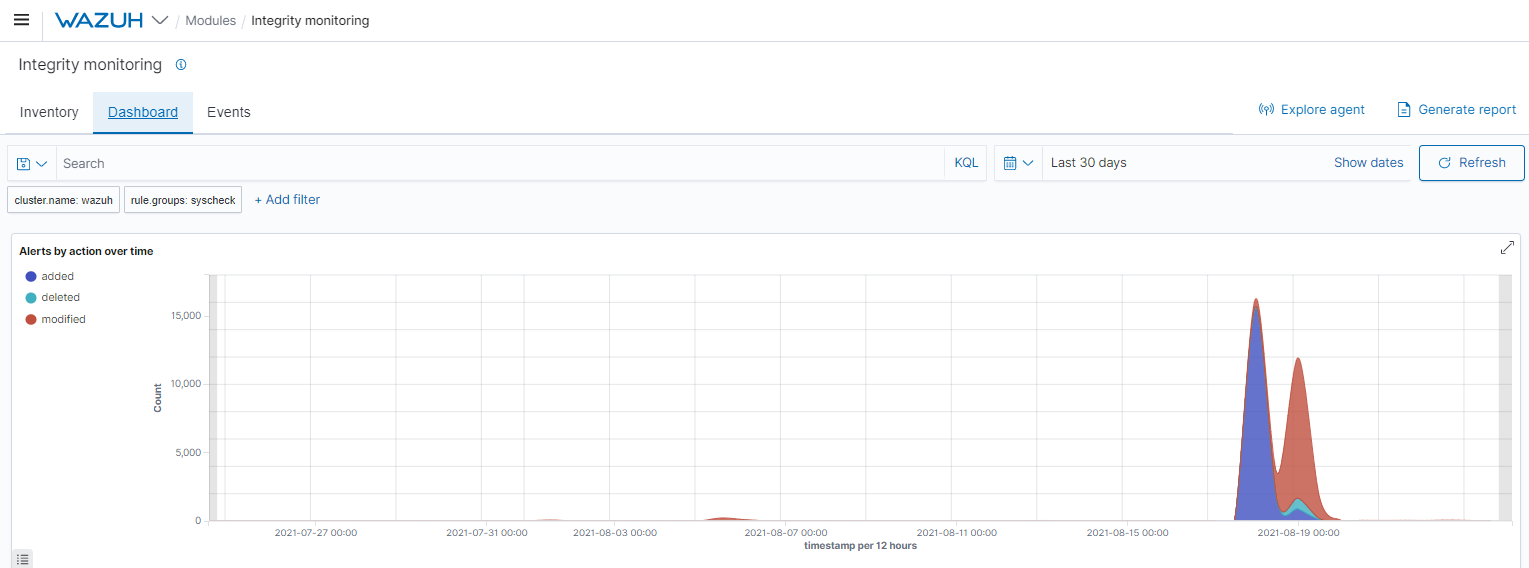 WAZUH / Modules / Integrity monitoring
Integrity monitoring
Inventory Dashboard Events Explore agent Generate report
Search KQL Last 30 days Show dates Refresh
cluster.name: wazuh rule.groups: syscheck + Add filter
Alerts by action over time
added
deleted
modified
Count
15,000
10,000
5,000
0
2021-07-27 00:00 2021-07-31 00:00 2021-08-03 00:00 2021-08-07 00:00 2021-08-11 00:00 2021-08-15 00:00 2021-08-19 00:00
timestamp per 12 hours